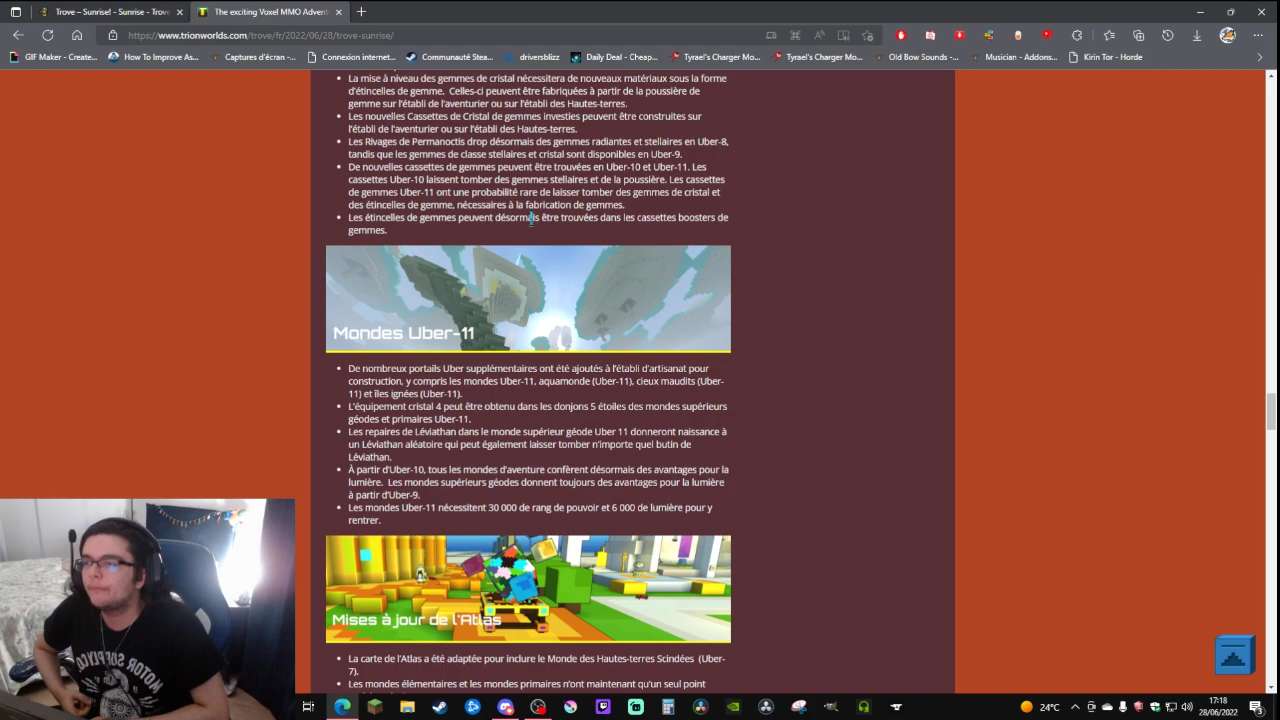 Trove – Sunrise! - Sunrise - Trove
The exciting Voxel MMO Advent
https://www.trionworlds.com/trove/fr/2022/06/28/trove-sunrise/
GIF Maker - Create...
How To Improve As...
Captures d'écran -...
Connexion internet...
Communauté Stea...
driversblizz
Daily Deal - Cheap...
Tyrael's Charger Mo...
Tyrael's Charger Mo...
Old Bow Sounds -...
Musician - Addons...
Kirin Tor - Horde
La mise à niveau des gemmes de cristal nécessitera de nouveaux matériaux sous la forme
d'étincelles de gemme. Celles-ci peuvent être fabriquées à partir de la poussière de
gemme sur l'établi de l'aventurier ou sur l'établi des Hautes-terres.
Les nouvelles Cassettes de Cristal de gemmes investies peuvent être construites sur
l'établi de l'aventurier ou sur l'établi des Hautes-terres.
Les Rivages de Permanoctis drop désormais des gemmes radiantes et stellaires en Uber-8,
tandis que les gemmes de classe stellaires et cristal sont disponibles en Uber-9.
De nouvelles cassettes de gemmes peuvent être trouvées en Uber-10 et Uber-11. Les
cassettes Uber-10 laissent tomber des gemmes stellaires et de la poussière. Les cassettes
de gemmes Uber-11 ont une probabilité rare de laisser tomber des gemmes de cristal et
des étincelles de gemme, nécessaires à la fabrication de gemmes.
Les étincelles de gemmes peuvent désormais être trouvées dans les cassettes boosters de
gemmes.
Mondes Uber-11
De nombreux portails Uber supplémentaires ont été ajoutés à l'établi d'artisanat pour
construction, y compris les mondes Uber-11, aquamonde (Uber-11), cieux maudits (Uber-
11) et îles ignées (Uber-11).
L'équipement cristal 4 peut être obtenu dans les donjons 5 étoiles des mondes supérieurs
géodes et primaires Uber-11.
Les repaires de Léviathan dans le monde supérieur géode Uber 11 donneront naissance à
un Léviathan aléatoire qui peut également laisser tomber n'importe quel butin de
Léviathan.
À partir d'Uber-10, tous les mondes d'aventure confèrent désormais des avantages pour la
lumière. Les mondes supérieurs géodes donnent toujours des avantages pour la lumière
à partir d'Uber-9.
Les mondes Uber-11 nécessitent 30 000 de rang de pouvoir et 6 000 de lumière pour y
rentrer.
Mises à jour de l'Atlas
La carte de l'Atlas a été adaptée pour inclure le Monde des Hautes-terres Scindées (Uber-
7).
Les mondes élémentaires et les mondes primaires n'ont maintenant qu'un seul point
MOTOR SUPPLY CO
24°C
17:18
28/06/2022